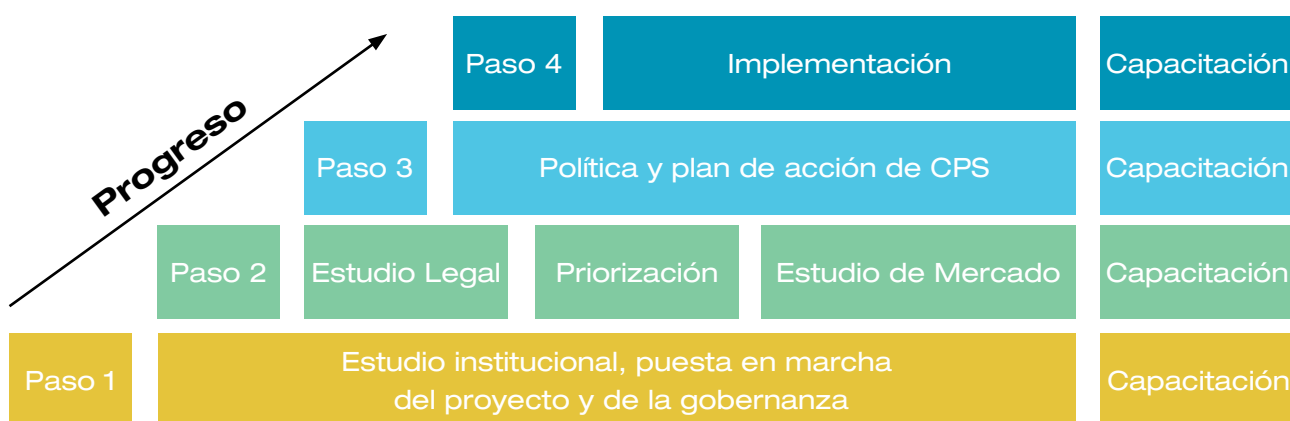 Progreso
Paso 4
Implementación
Capacitación
Paso 3
Política y plan de acción de CPS
Capacitación
Paso 2
Estudio Legal
Priorización
Estudio de Mercado
Capacitación
Paso 1
Estudio institucional, puesta en marcha
del proyecto y de la gobernanza
Capacitación